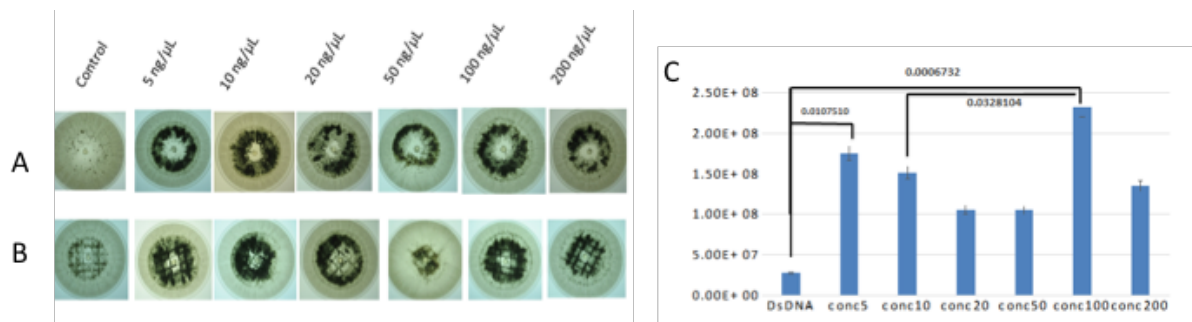 Control
5 ng/µL
10 ng/µL
20 ng/µL
50 ng/µL
100 ng/µL
200 ng/µL
A
B
C
0.0006732
0.0328104
0.0107510
2.50E+ 08
2.00E+ 08
1.50E+ 08
1.00E+ 08
5.00E+ 07
0.00E+ 00
DsDNA conc5 conc10 conc20 conc50 conc100 conc200